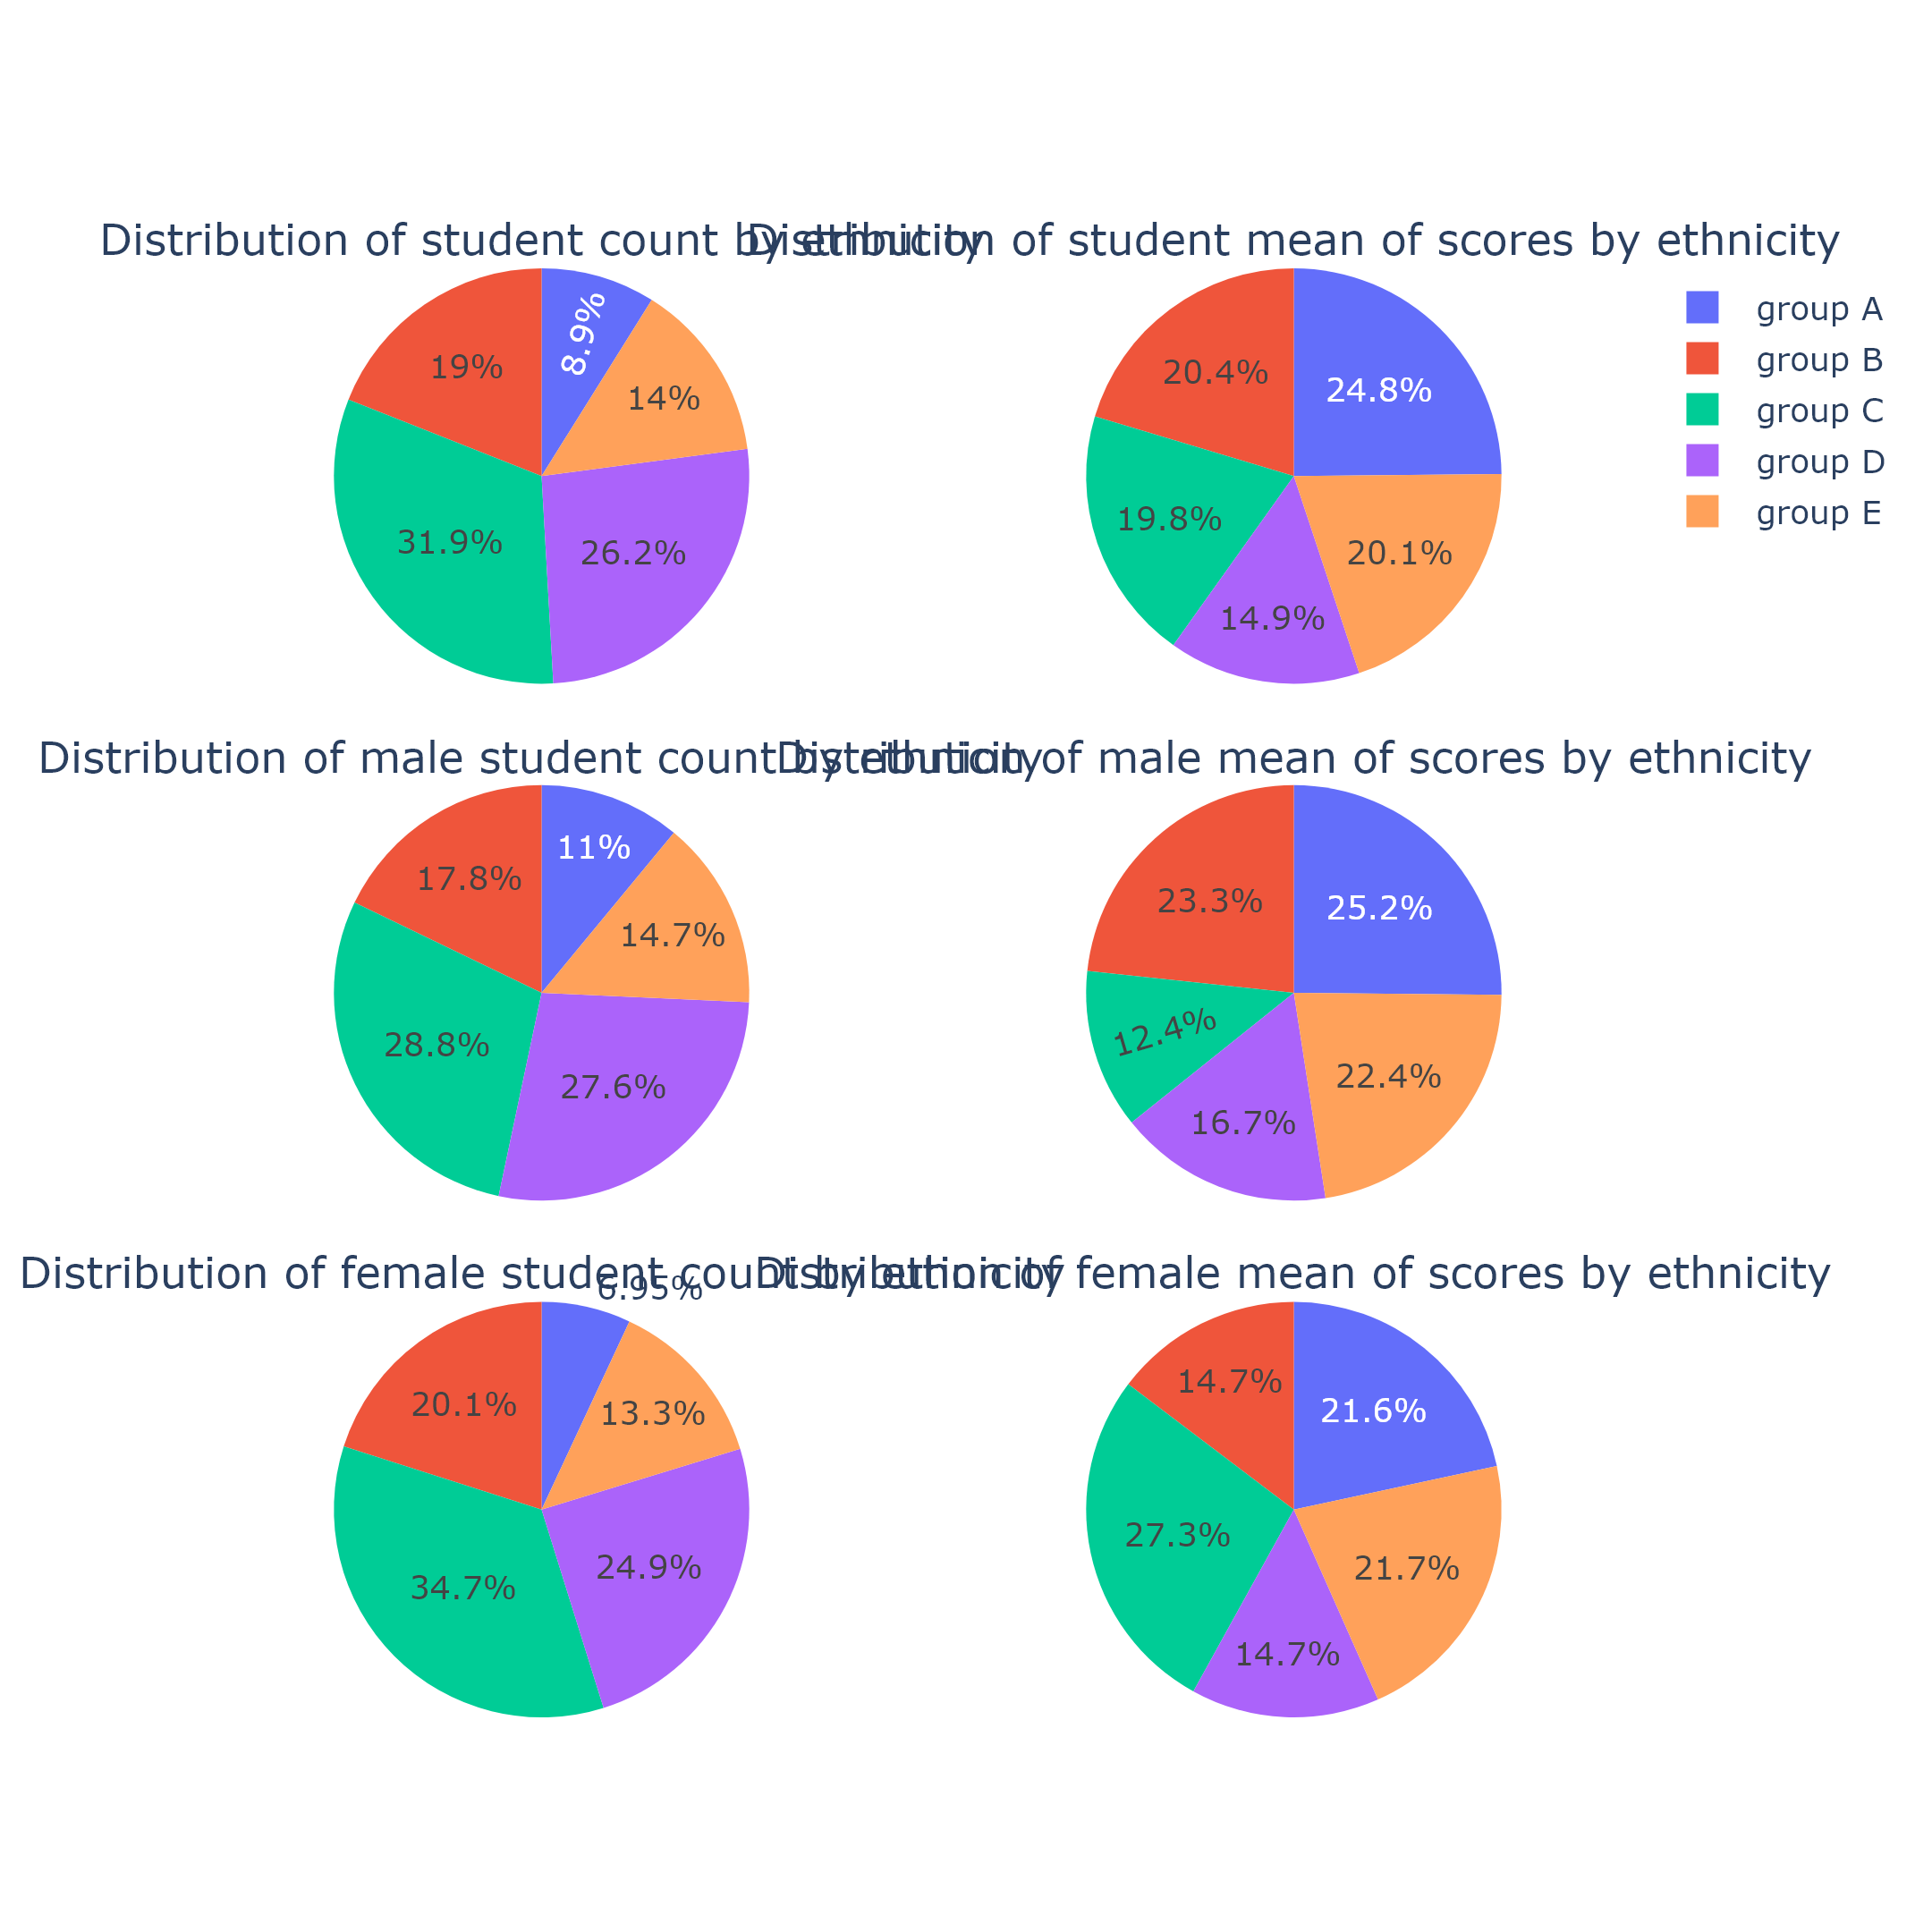 Distribution of student count by ethnicity
Distribution of student mean of scores by ethnicity
8.9%
14%
26.2%
31.9%
19%
24.8%
20.1%
14.9%
19.8%
20.4%
group A
group B
group C
group D
group E
Distribution of male student count by ethnicity
Distribution of male mean of scores by ethnicity
11%
14.7%
27.6%
28.8%
17.8%
25.2%
22.4%
16.7%
12.4%
23.3%
Distribution of female student count by ethnicity
Distribution of female mean of scores by ethnicity
6.95%
13.3%
24.9%
34.7%
20.1%
21.6%
21.7%
14.7%
27.3%
14.7%